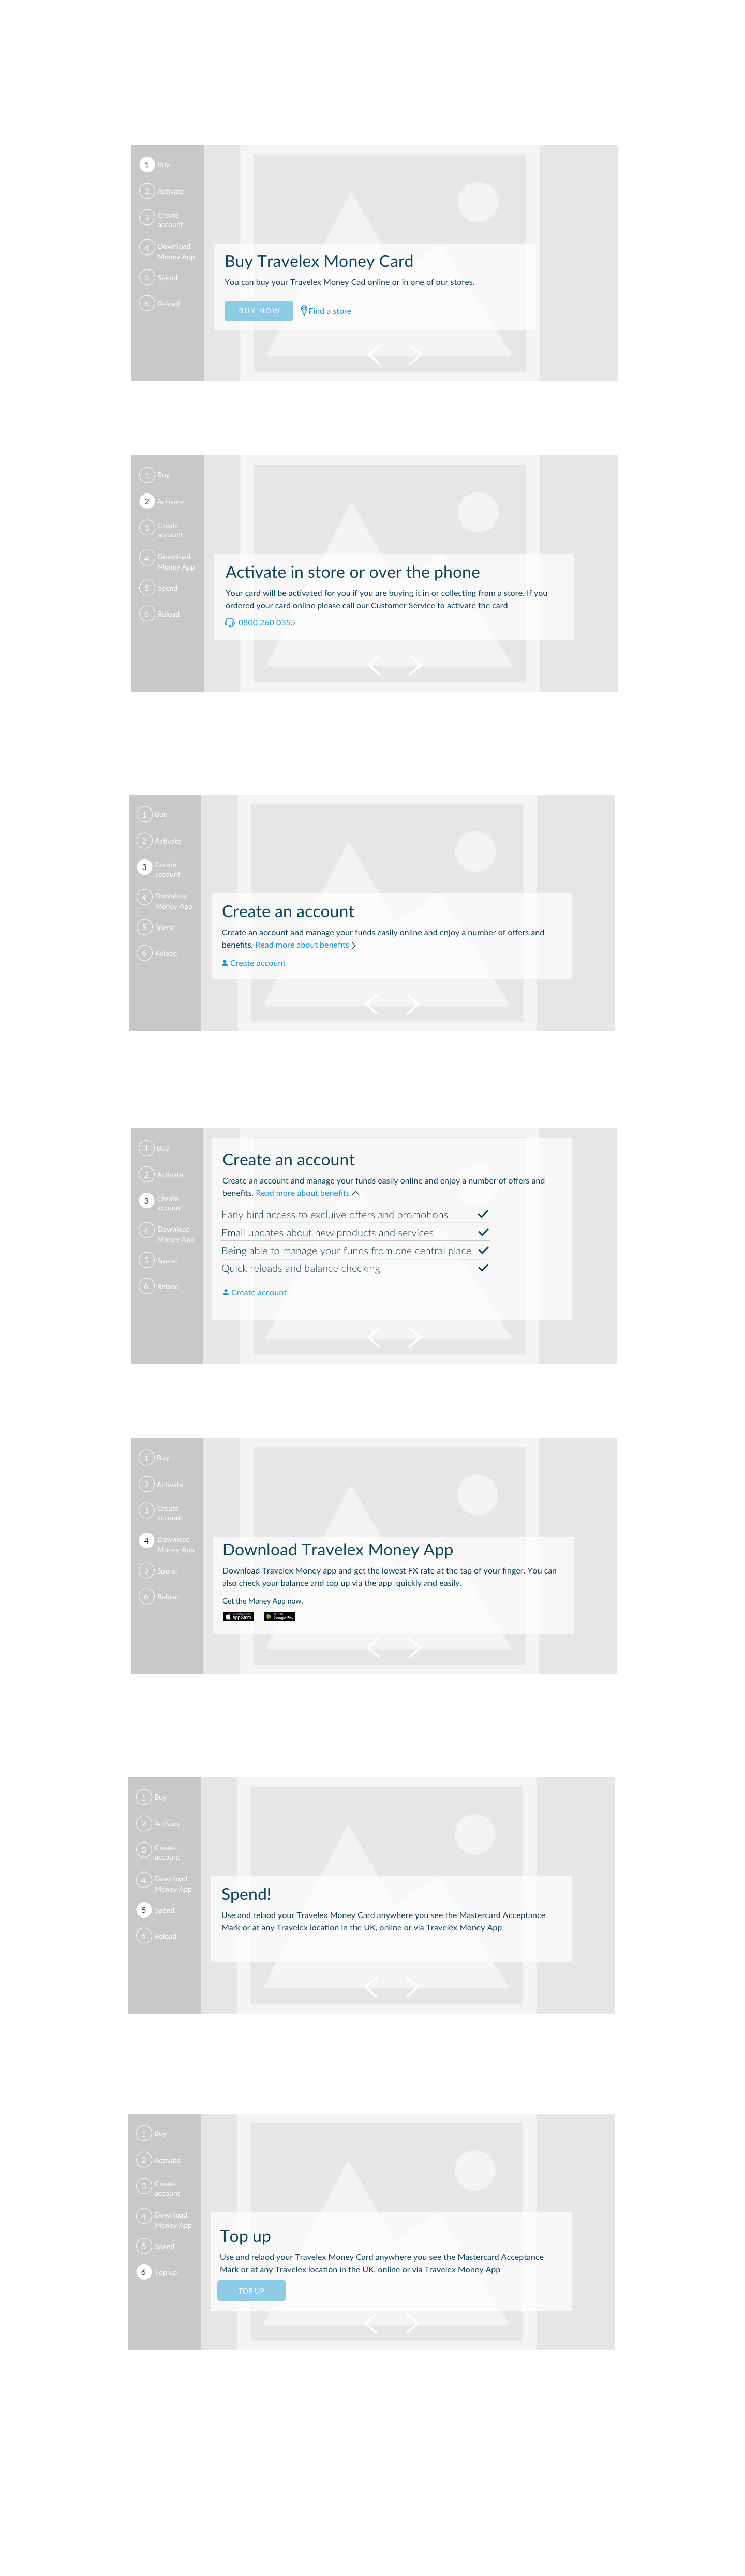 1 Buy
2 Activate
3 Create
account
4 Download
Money App
5 Spend
6 Reload
Buy Travelex Money Card
You can buy your Travelex Money Cad online or in one of our stores.
BUY NOW
Find a store
1 Buy
2 Activate
3 Create
account
4 Download
Money App
5 Spend
6 Reload
Activate in store or over the phone
Your card will be activated for you if you are buying it in or collecting from a store. If you
ordered your card online please call our Customer Service to activate the card
0800 260 0355
1 Buy
2 Activate
3 Create
account
4 Download
Money App
5 Spend
6 Reload
Create an account
Create an account and manage your funds easily online and enjoy a number of offers and
benefits. Read more about benefits
Create account
1 Buy
2 Activate
3 Create
account
4 Download
Money App
5 Spend
6 Reload
Create an account
Create an account and manage your funds easily online and enjoy a number of offers and
benefits. Read more about benefits
Early bird access to excluive offers and promotions
Email updates about new products and services
Being able to manage your funds from one central place
Quick reloads and balance checking
Create account
1 Buy
2 Activate
3 Create
account
4 Download
Money App
5 Spend
6 Reload
Download Travelex Money App
Download Travelex Money app and get the lowest FX rate at the tap of your finger. You can
also check your balance and top up via the app quickly and easily.
Get the Money App now.
App Store
Google Play
1 Buy
2 Activate
3 Create
account
4 Download
Money App
5 Spend
6 Reload
Spend!
Use and relaod your Travelex Money Card anywhere you see the Mastercard Acceptance
Mark or at any Travelex location in the UK, online or via Travelex Money App
1 Buy
2 Activate
3 Create
account
4 Download
Money App
5 Spend
6 Top up
Top up
Use and relaod your Travelex Money Card anywhere you see the Mastercard Acceptance
Mark or at any Travelex location in the UK, online or via Travelex Money App
TOP UP